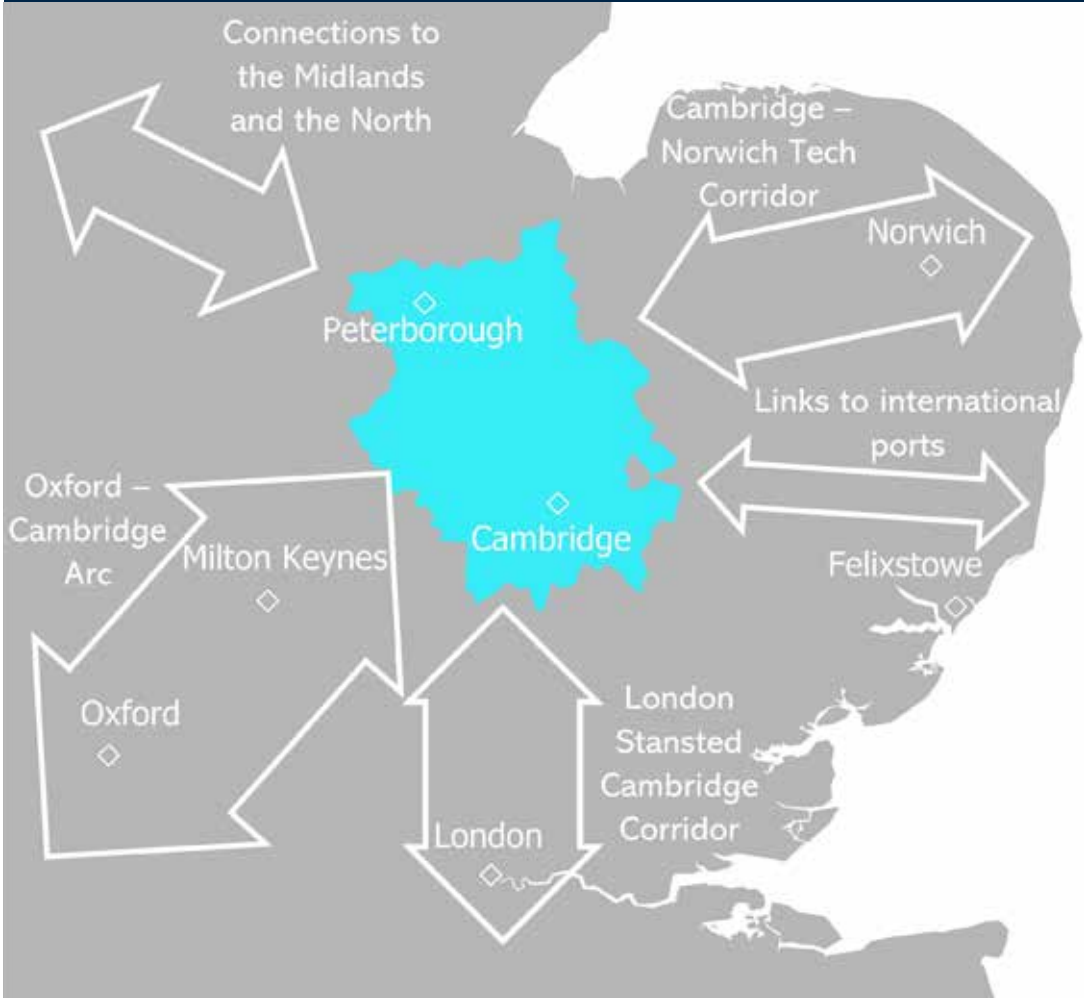 Connections to
the Midlands
and the North
Cambridge –
Norwich Tech
Corridor
Norwich
Peterborough
Links to international
ports
Oxford –
Cambridge
Arc
Milton Keynes
Cambridge
Felixstowe
Oxford
London
Stansted
Cambridge
Corridor
London